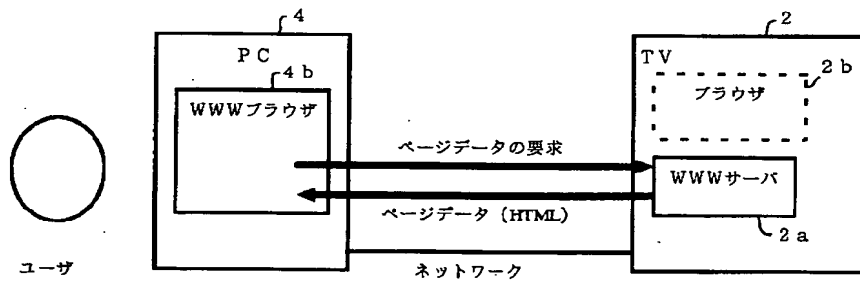 4
PC
4b
WWWブラウザ
2
TV
2b
ブラウザ
ページデータの要求
WWWサーバ
ページデータ (HTML)
2a
ユーザ
ネットワーク